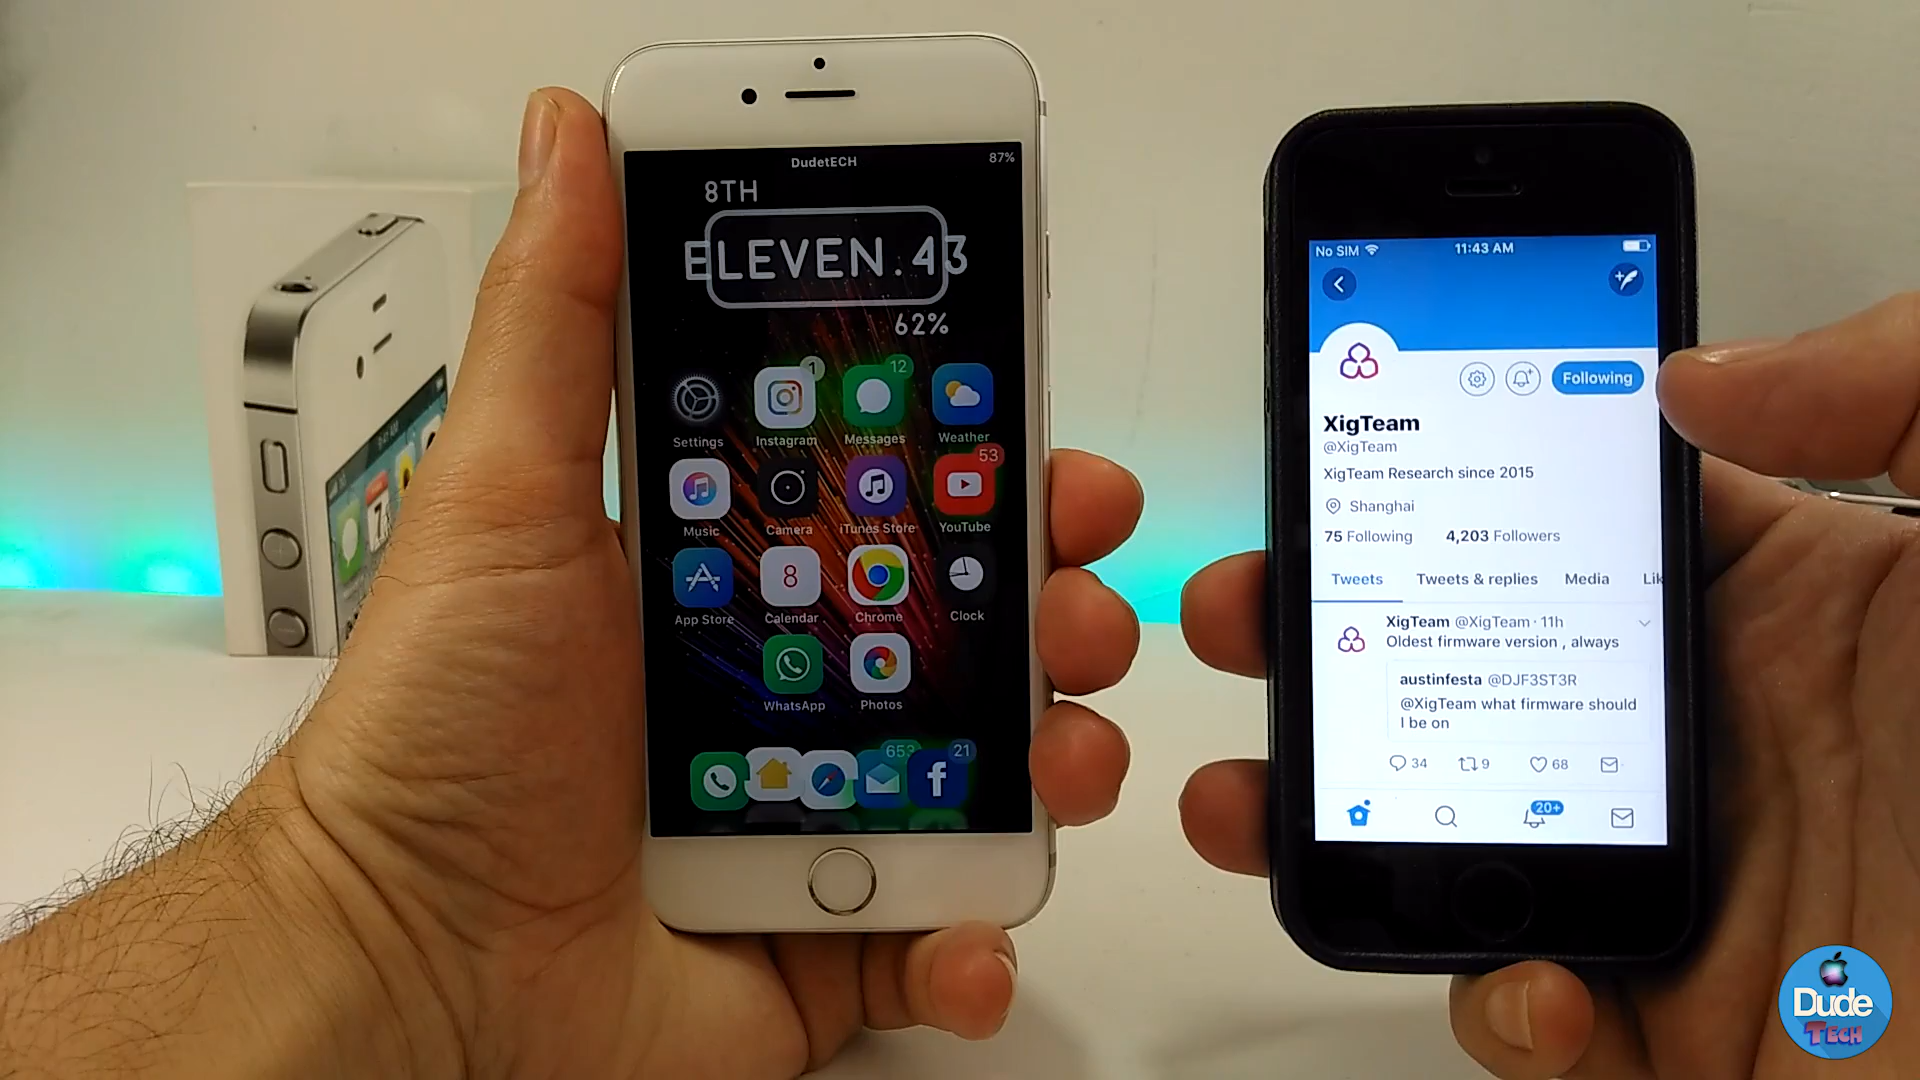 DudetECH
87%
8TH
ELEVEN.43
62%
1
12
Settings
Instagram
Messages
Weather
53
Music
Camera
iTunes Store
YouTube
8
App Store
Calendar
Chrome
Clock
WhatsApp
Photos
653
21
f
No SIM
11:43 AM
Following
XigTeam
@XigTeam
XigTeam Research since 2015
Shanghai
75 Following
4,203 Followers
Tweets
Tweets & replies
Media
Lik
XigTeam @XigTeam · 11h
Oldest firmware version , always
austinfesta @DJF3ST3R
@XigTeam what firmware should
I be on
34
9
68
20+
Dude
TECH